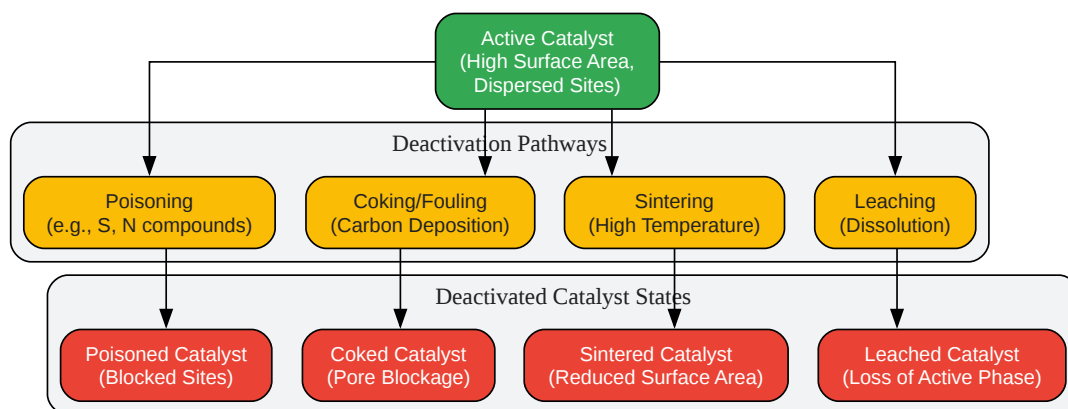 Active Catalyst
(High Surface Area,
Dispersed Sites)
Deactivation Pathways
Poisoning
(e.g., S, N compounds)
Coking/Fouling
(Carbon Deposition)
Sintering
(High Temperature)
Leaching
(Dissolution)
Deactivated Catalyst States
Poisoned Catalyst
(Blocked Sites)
Coked Catalyst
(Pore Blockage)
Sintered Catalyst
(Reduced Surface Area)
Leached Catalyst
(Loss of Active Phase)